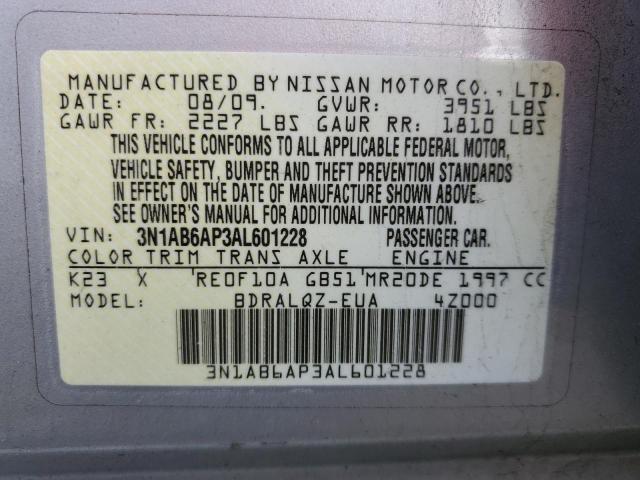 MANUFACTURED BY NISSAN MOTOR CO., LTD.
DATE: 08/09. GVWR: 3951 LBS
GAWR FR: 2227 LBS GAWR RR: 1810 LBS
THIS VEHICLE CONFORMS TO ALL APPLICABLE FEDERAL MOTOR,
VEHICLE SAFETY, BUMPER AND THEFT PREVENTION STANDARDS
IN EFFECT ON THE DATE OF MANUFACTURE SHOWN ABOVE.
SEE OWNER'S MANUAL FOR ADDITIONAL INFORMATION.
VIN: 3N1AB6AP3AL601228 PASSENGER CAR.
COLOR TRIM TRANS AXLE ENGINE
K23 X RE0F10A GB51 MR20DE 1997 CC
MODEL: BDRALQZ-EUA 4Z000
3N1AB6AP3AL601228